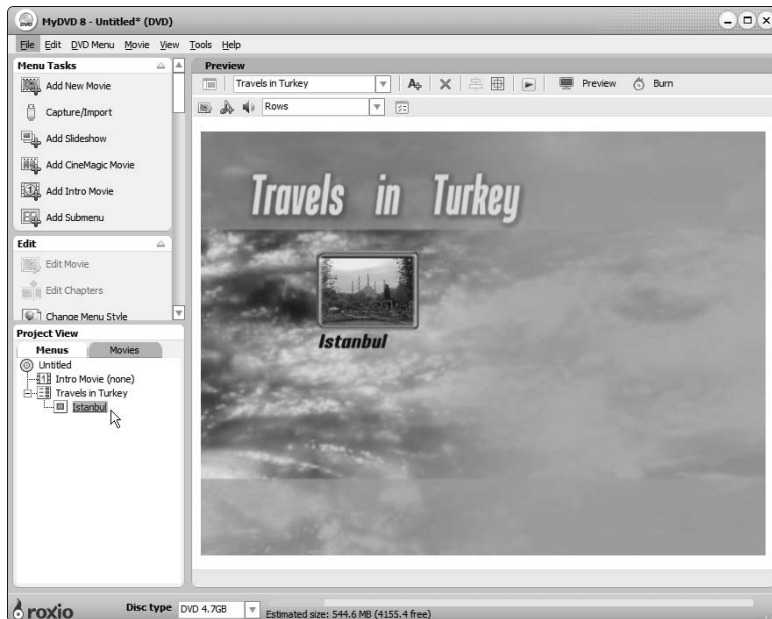 MyDVD 8 - Untitled* (DVD)
File Edit DVD Menu Movie View Tools Help
Menu Tasks
Add New Movie
Capture/Import
Add Slideshow
Add CineMagic Movie
Add Intro Movie
Add Submenu
Edit
Edit Movie
Edit Chapters
Change Menu Style
Project View
Menus Movies
Untitled
Intro Movie (none)
Travels in Turkey
Istanbul
Preview
Travels in Turkey Preview Burn
Rows
Travels in Turkey
Istanbul
roxio Disc type DVD 4.7GB Estimated size: 544.6 MB (4155.4 free)